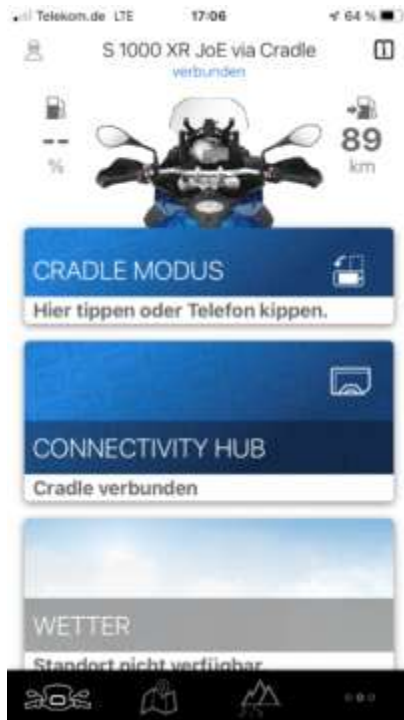 Telekom.de LTE 17:06 64 %
S 1000 XR JoE via Cradle
verbunden
-- 89
% km
CRADLE MODUS
Hier tippen oder Telefon kippen.
CONNECTIVITY HUB
Cradle verbunden
WETTER
Standort nicht verfügbar